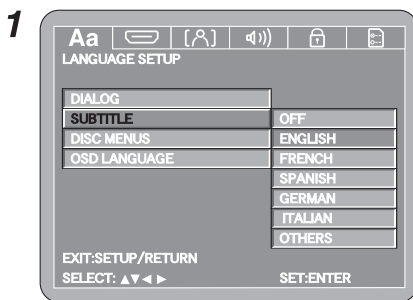 1
Aa
LANGUAGE SETUP
DIALOG
SUBTITLE OFF
DISC MENUS ENGLISH
OSD LANGUAGE FRENCH
SPANISH
GERMAN
ITALIAN
OTHERS
EXIT:SETUP/RETURN
SELECT: ▲▼◄ ► SET:ENTER